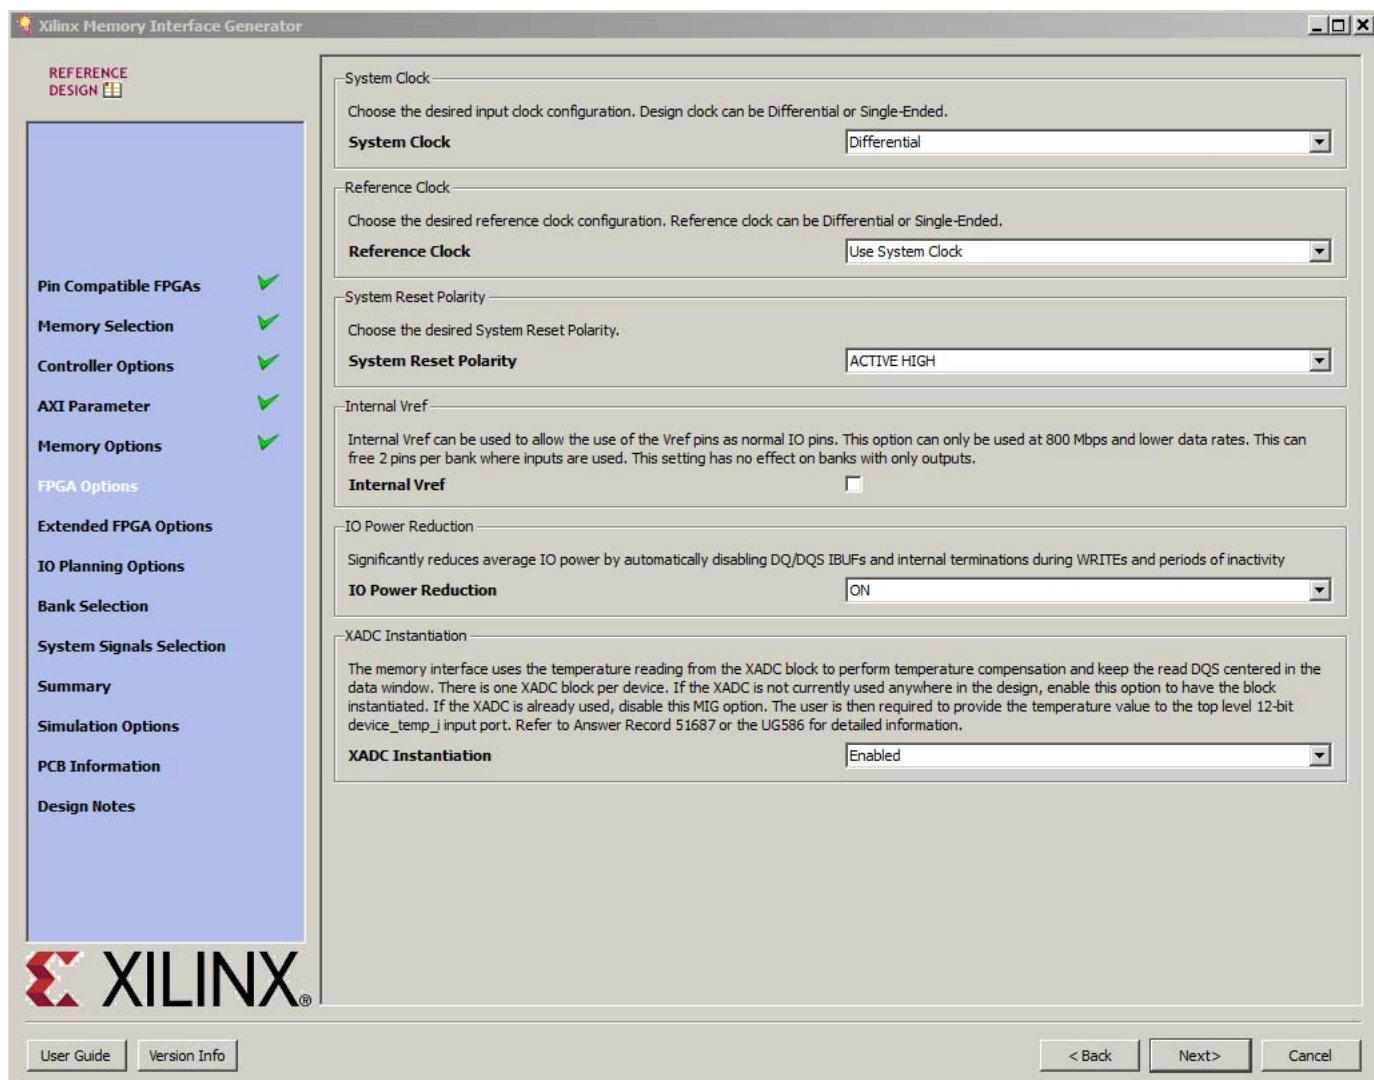 Xilinx Memory Interface Generator
REFERENCE
DESIGN
Pin Compatible FPGAs
Memory Selection
Controller Options
AXI Parameter
Memory Options
FPGA Options
Extended FPGA Options
IO Planning Options
Bank Selection
System Signals Selection
Summary
Simulation Options
PCB Information
Design Notes
XILINX®
System Clock
Choose the desired input clock configuration. Design clock can be Differential or Single-Ended.
System Clock Differential
Reference Clock
Choose the desired reference clock configuration. Reference clock can be Differential or Single-Ended.
Reference Clock Use System Clock
System Reset Polarity
Choose the desired System Reset Polarity.
System Reset Polarity ACTIVE HIGH
Internal Vref
Internal Vref can be used to allow the use of the Vref pins as normal IO pins. This option can only be used at 800 Mbps and lower data rates. This can
free 2 pins per bank where inputs are used. This setting has no effect on banks with only outputs.
Internal Vref
IO Power Reduction
Significantly reduces average IO power by automatically disabling DQ/DQS IBUFs and internal terminations during WRITEs and periods of inactivity
IO Power Reduction ON
XADC Instantiation
The memory interface uses the temperature reading from the XADC block to perform temperature compensation and keep the read DQS centered in the
data window. There is one XADC block per device. If the XADC is not currently used anywhere in the design, enable this option to have the block
instantiated. If the XADC is already used, disable this MIG option. The user is then required to provide the temperature value to the top level 12-bit
device_temp_i input port. Refer to Answer Record 51687 or the UG586 for detailed information.
XADC Instantiation Enabled
User Guide Version Info < Back Next> Cancel